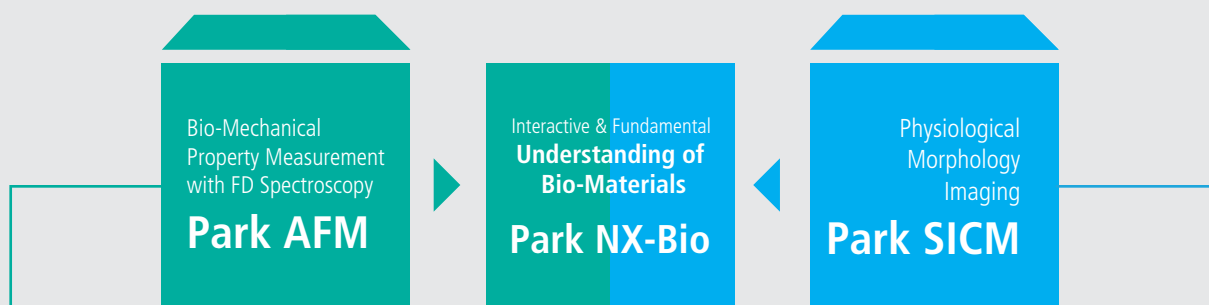 Bio-Mechanical
Property Measurement
with FD Spectroscopy
Park AFM
Interactive & Fundamental
Understanding of
Bio-Materials
Park NX-Bio
Physiological
Morphology
Imaging
Park SICM